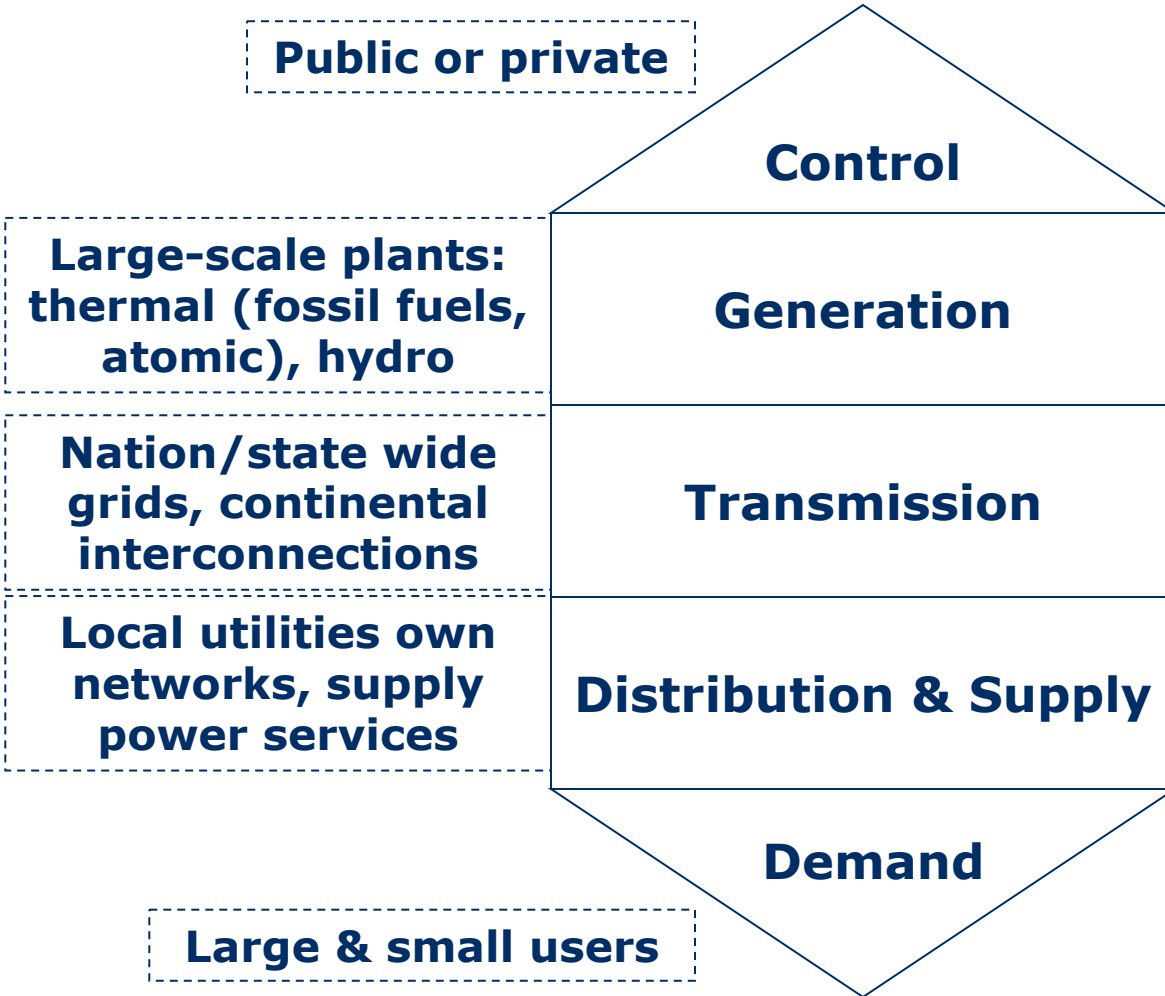 Public or private
Control
Large-scale plants:
thermal (fossil fuels,
atomic), hydro
Generation
Nation/state wide
grids, continental
interconnections
Transmission
Local utilities own
networks, supply
power services
Distribution & Supply
Demand
Large & small users